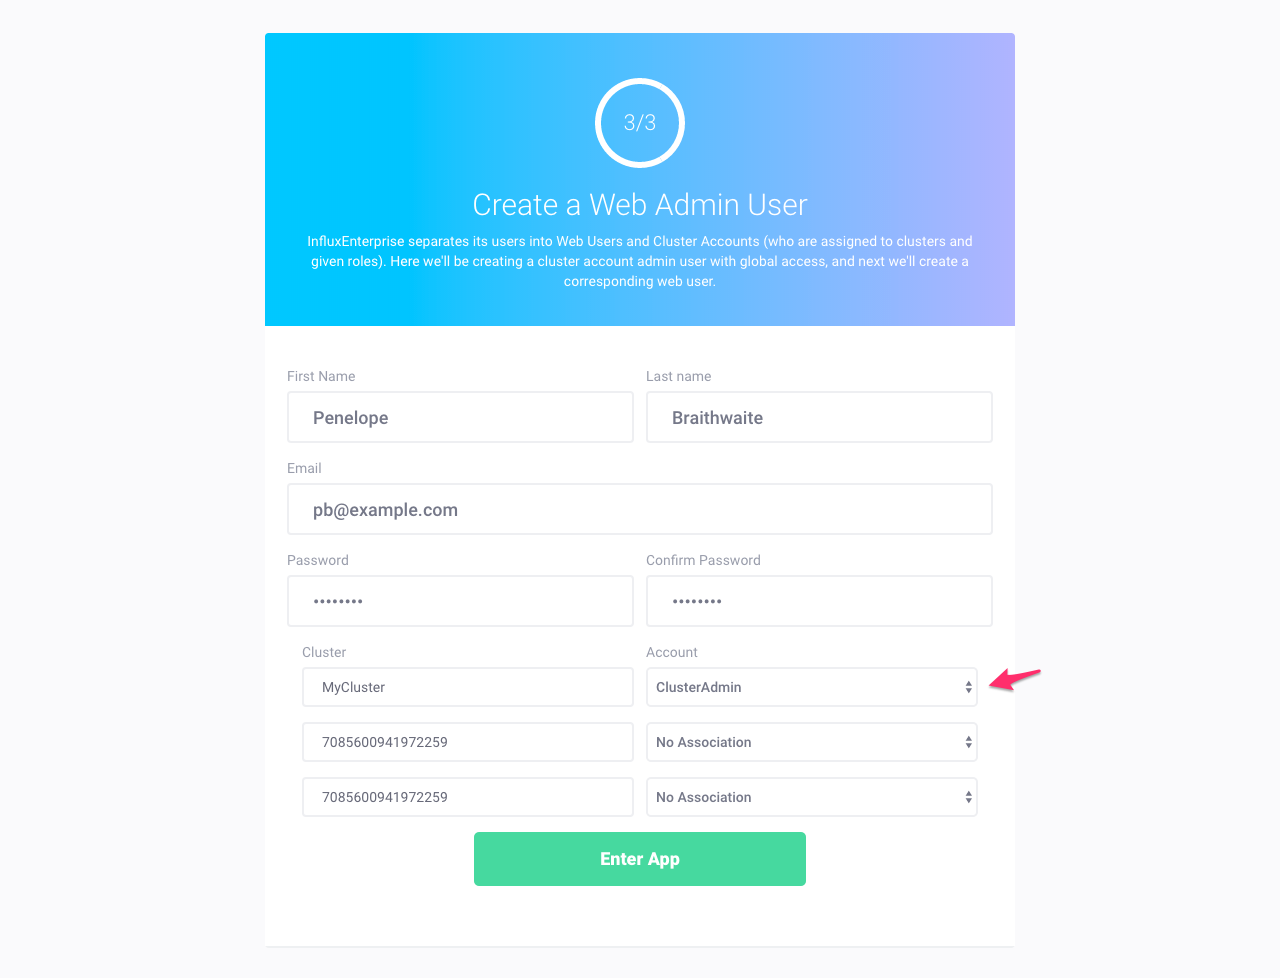 3/3
Create a Web Admin User
InfluxEnterprise separates its users into Web Users and Cluster Accounts (who are assigned to clusters and
given roles). Here we'll be creating a cluster account admin user with global access, and next we'll create a
corresponding web user.
First Name
Last name
Penelope
Braithwaite
Email
pb@example.com
Password
Confirm Password
••••••••
••••••••
Cluster
Account
MyCluster
ClusterAdmin
7085600941972259
No Association
7085600941972259
No Association
Enter App